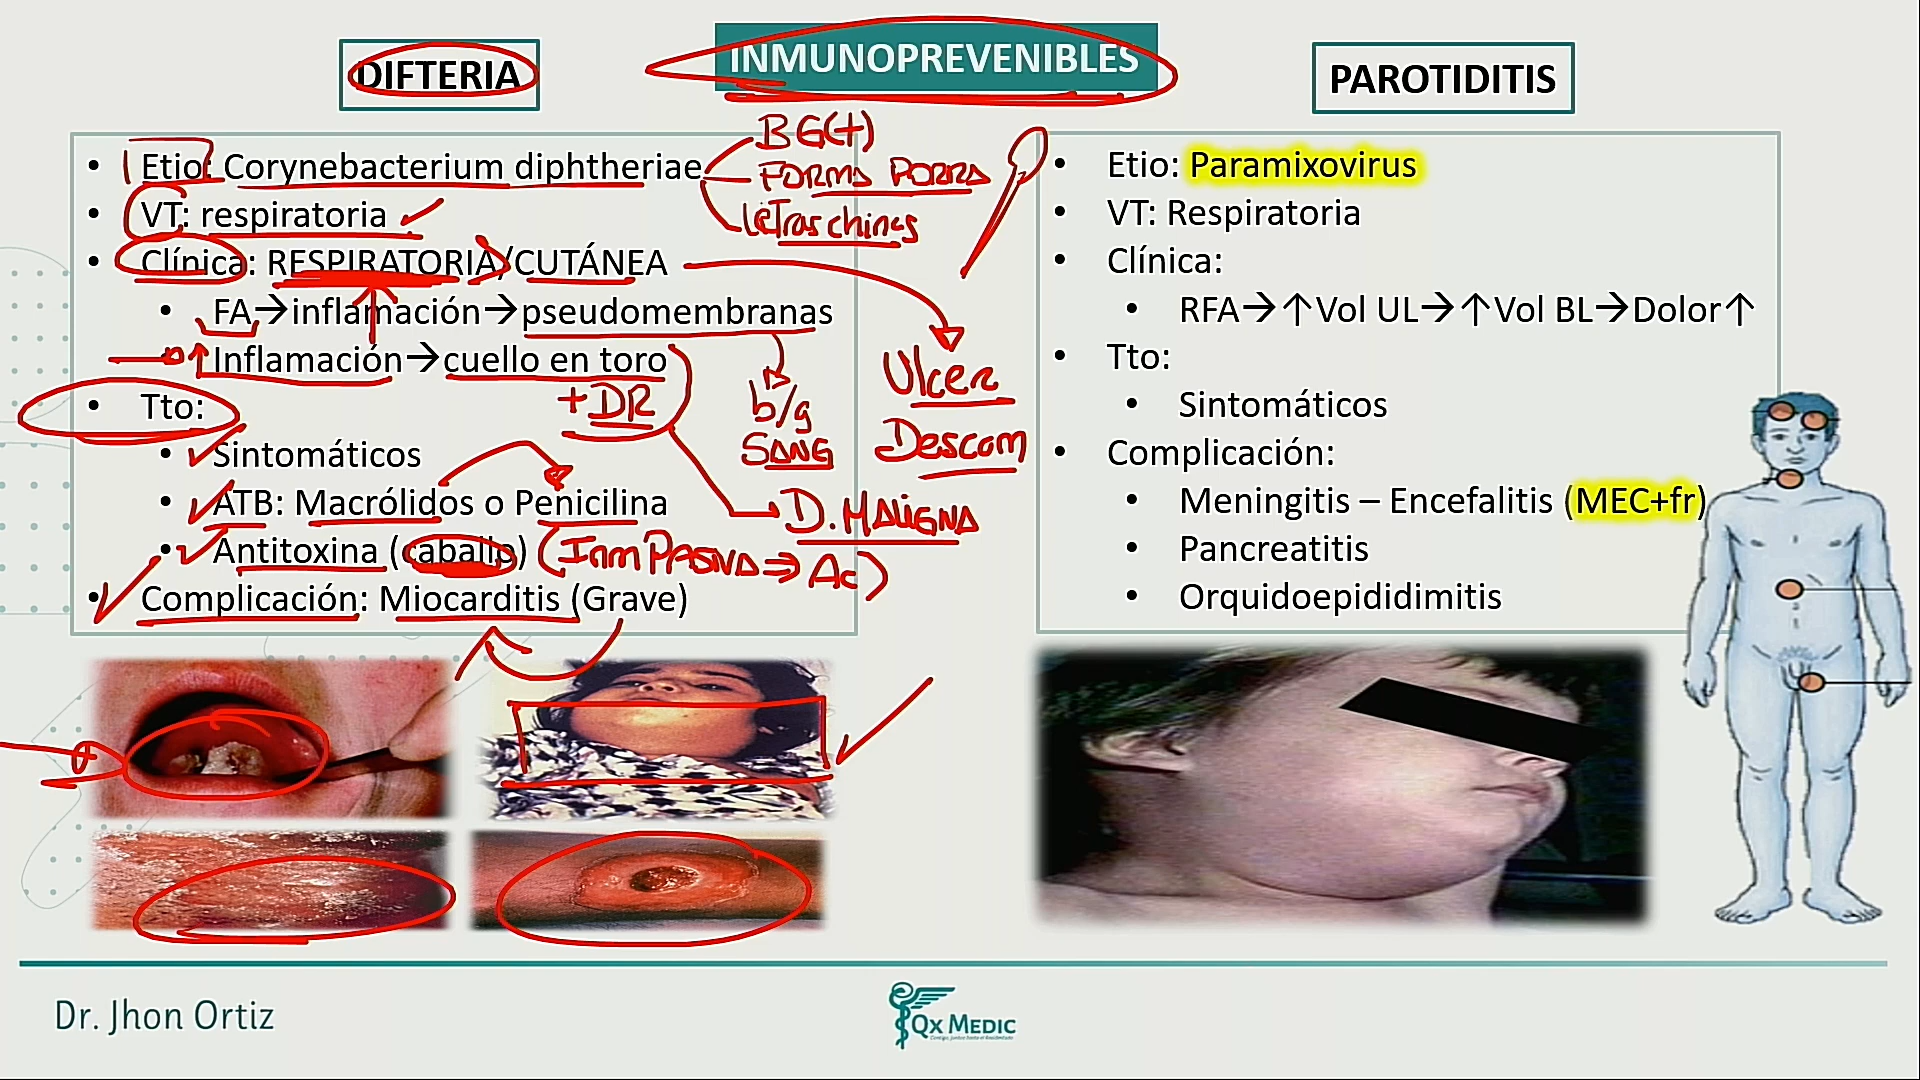 INMUNOPREVENIBLES
DIFTERIA
• Etio: Corynebacterium diphtheriae
BG(+)
FORMA PORRA
letras chinas
• VT: respiratoria
• Clínica: RESPIRATORIA/CUTÁNEA
• FA→inflamación→pseudomembranas
Inflamación→cuello en toro
+DR
b/g
SANG
Ulcer
Descam
D. MALIGNA
• Tto:
• Sintomáticos
• ATB: Macrólidos o Penicilina
• Antitoxina (caballo) (Inm PASIVA ⇒ Ac)
• Complicación: Miocarditis (Grave)
PAROTIDITIS
• Etio: Paramixovirus
• VT: Respiratoria
• Clínica:
• RFA→↑Vol UL→↑Vol BL→Dolor↑
• Tto:
• Sintomáticos
• Complicación:
• Meningitis – Encefalitis (MEC+fr)
• Pancreatitis
• Orquidoepididimitis
Dr. Jhon Ortiz
QX MEDIC